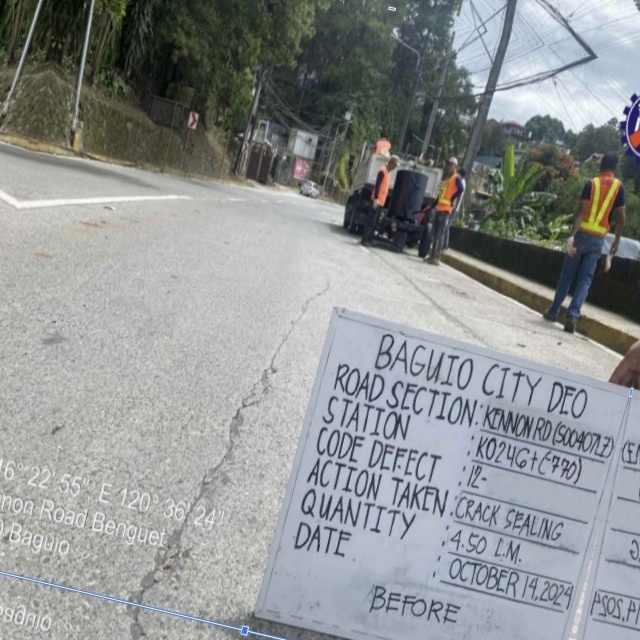 BAGUIO CITY DEO
ROAD SECTION : KENNON RD (S00407LZ)
STATION : K0246+(-770)
CODE DEFECT : 12-
ACTION TAKEN : CRACK SEALING
QUANTITY : 4.50 L.M.
DATE : OCTOBER 14, 2024
BEFORE
16° 22' 55" E 120° 36' 24"
non Road Benguet
Baguio